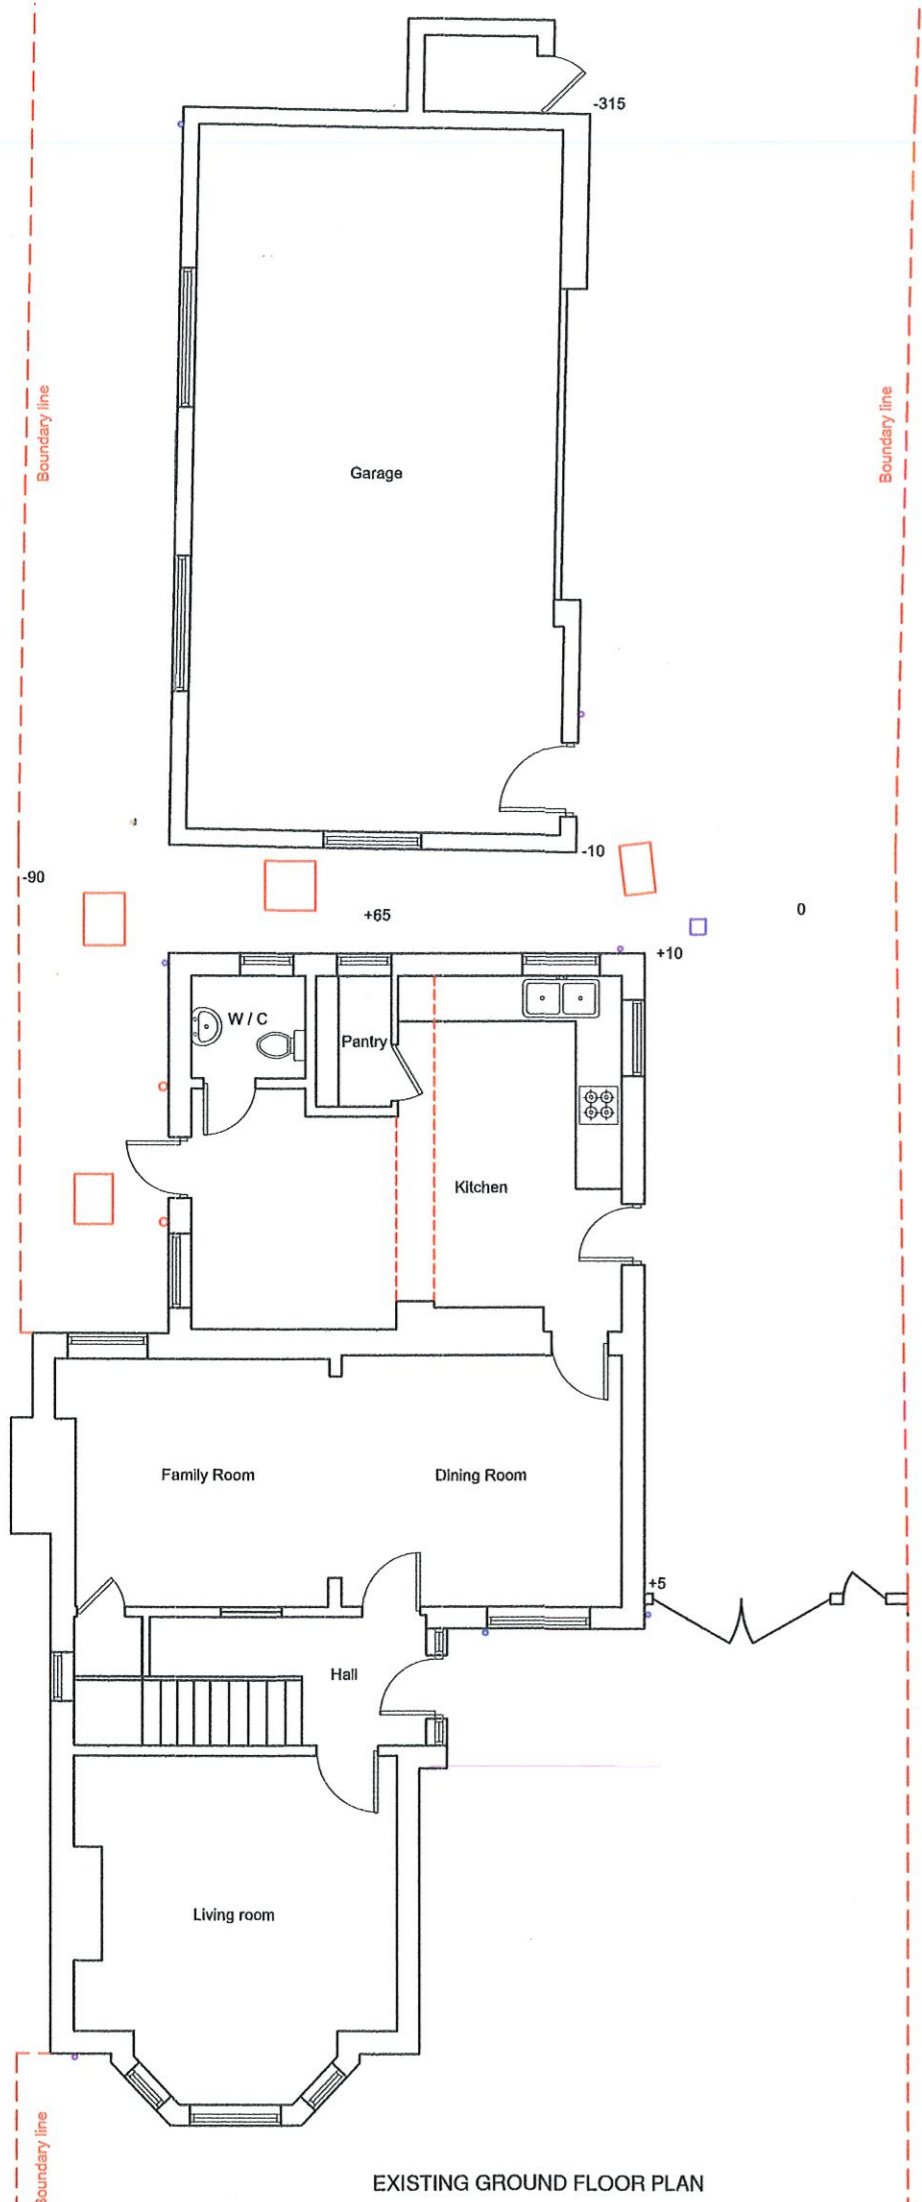 -315
Boundary line
Boundary line
Garage
-10
-90
+65
0
+10
W / C
Pantry
Kitchen
Family Room
Dining Room
+5
Hall
Living room
Boundary line
EXISTING GROUND FLOOR PLAN